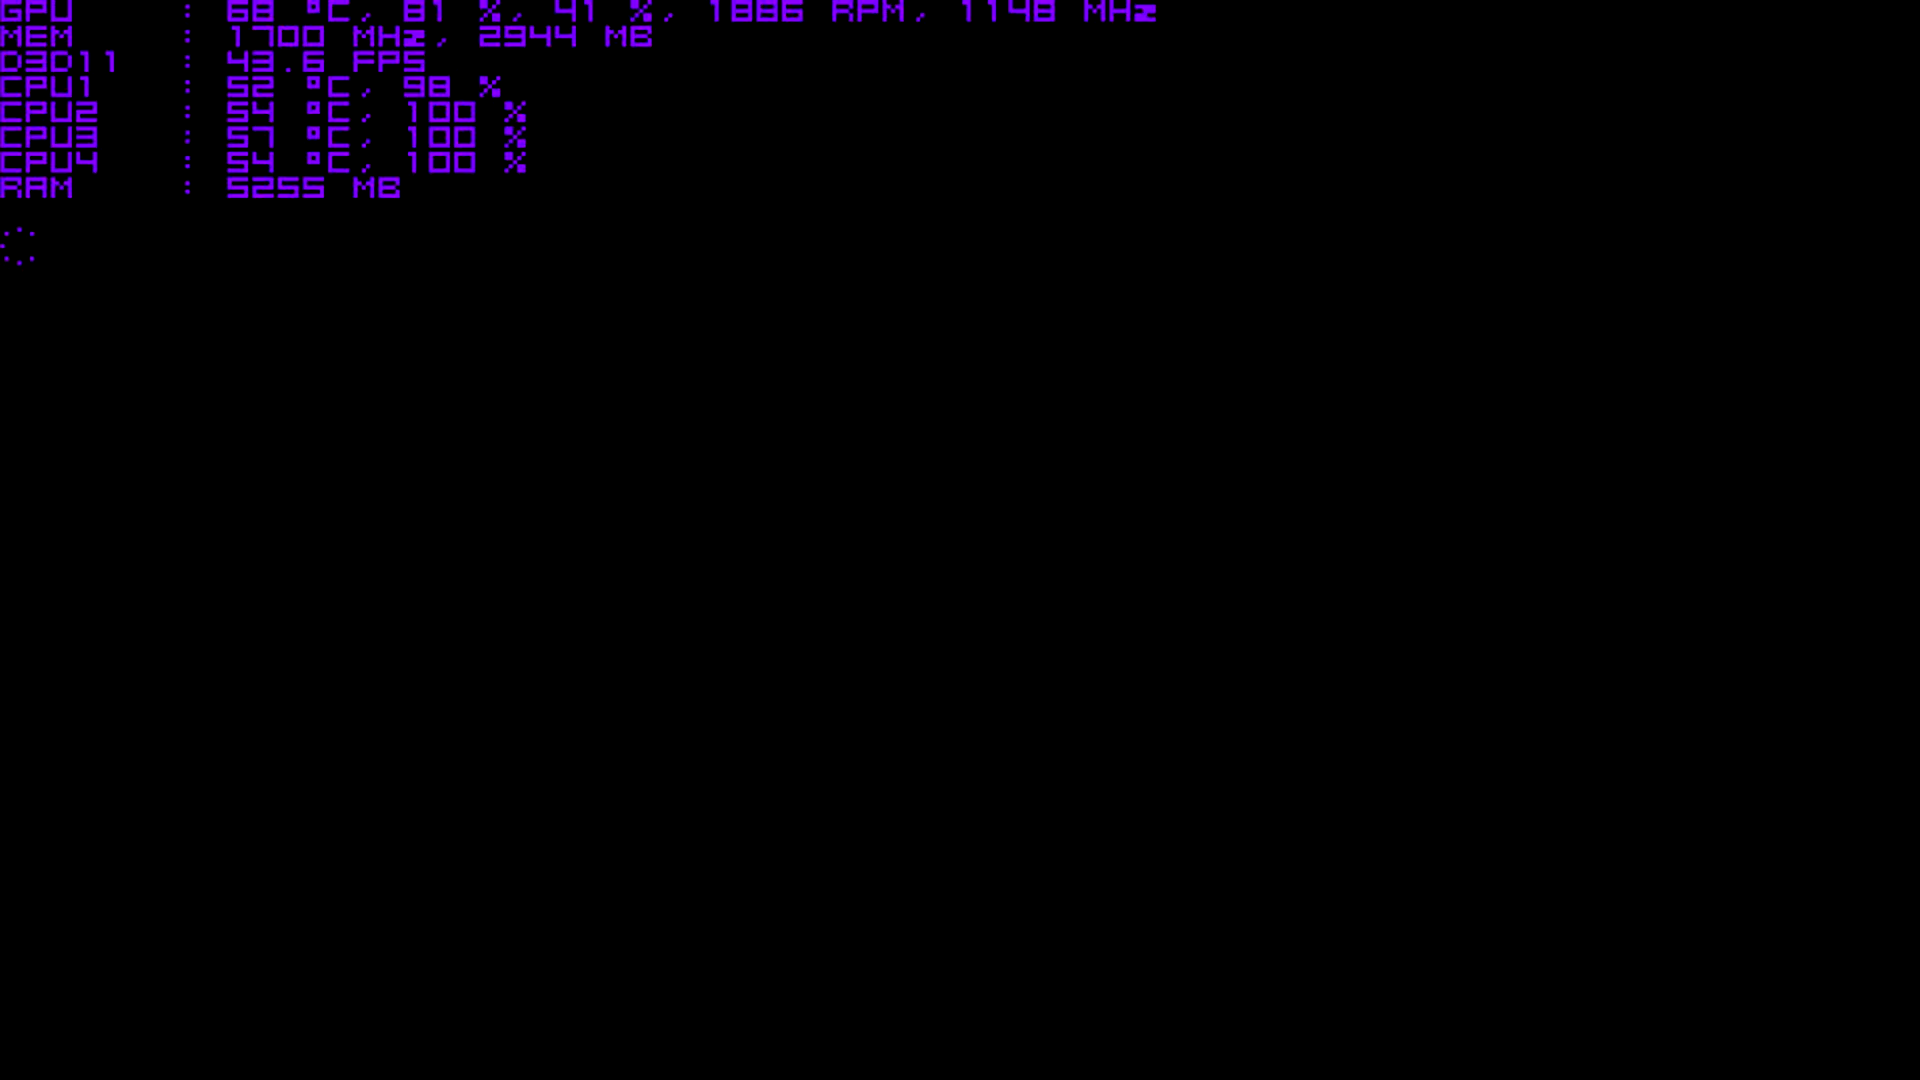 GPU : 68 °C, 81 %, 41 %, 1886 RPM, 1148 MHz
MEM : 1700 MHz, 2944 MB
D3D11 : 43.6 FPS
CPU1 : 52 °C, 98 %
CPU2 : 54 °C, 100 %
CPU3 : 57 °C, 100 %
CPU4 : 54 °C, 100 %
RAM : 5255 MB